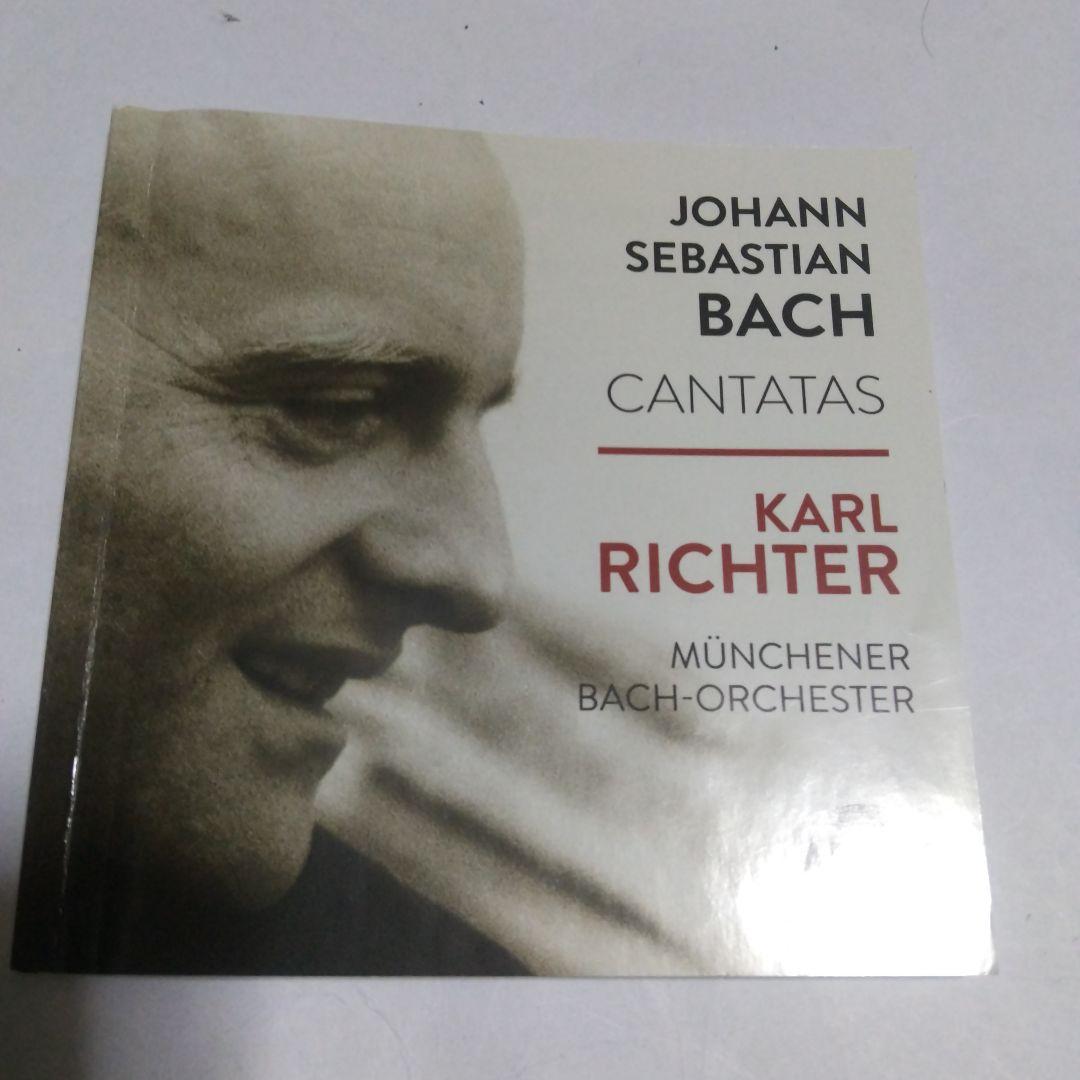 JOHANN
SEBASTIAN
BACH
CANTATAS
KARL
RICHTER
MÜNCHENER
BACH-ORCHESTER